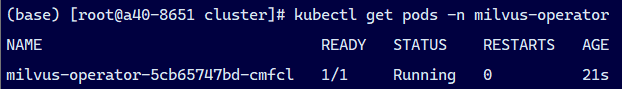 (base) [root@a40-8651 cluster]# kubectl get pods -n milvus-operator
NAME READY STATUS RESTARTS AGE
milvus-operator-5cb65747bd-cmfcl 1/1 Running 0 21s